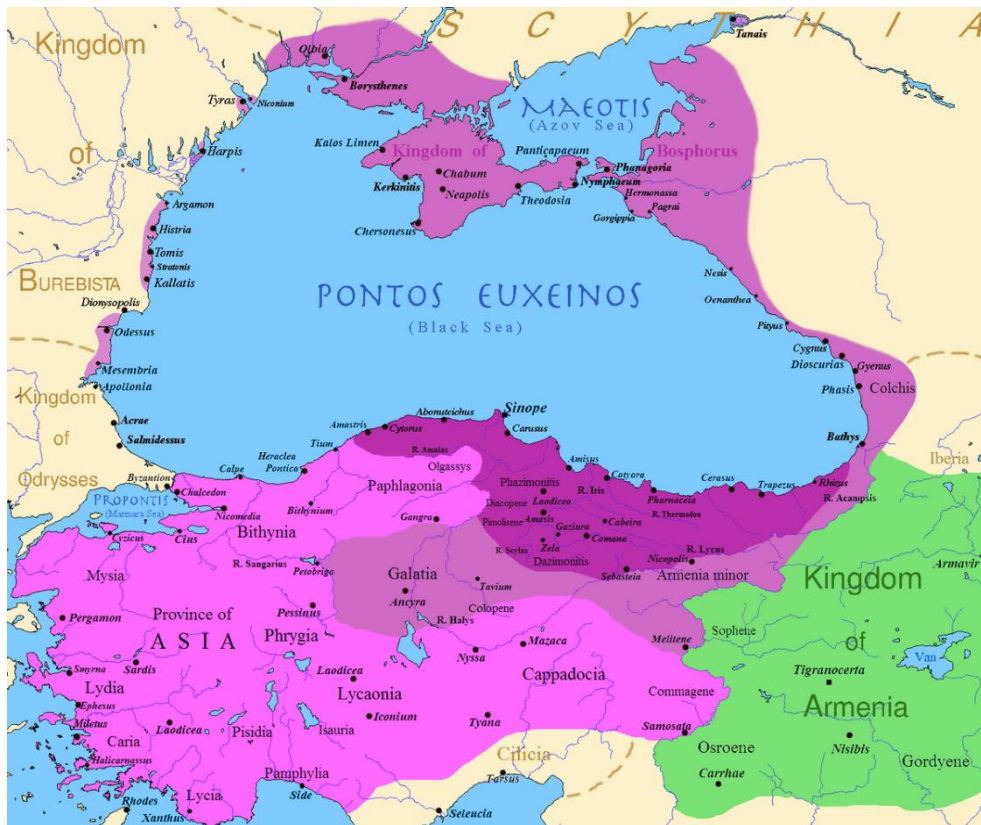 SCYTHIA
Kingdom
of
BUREBISTA
Tanais
Olbia
Borysthenes
Tyras
Niconium
MAEOTIS
(Azov Sea)
Harpis
Kalos Limen
Kingdom of
Bosphorus
Panticapaeum
Phanagoria
Chabum
Kerkinitis
Neapolis
Nymphaeum
Hermonassa
Theodosia
Gorgippia
Pagrai
Chersonesus
Argamon
Histria
Tomis
Stratonis
Kallatis
Dionysopolis
Odessus
Mesembria
Apollonia
Nesis
Oenanthea
PONTOS EUXEINOS
(Black Sea)
Pityus
Cygnus
Dioscurias
Gyenus
Phasis
Colchis
Bathys
Kingdom
of
Odrysses
Acrae
Salmidessus
Byzantion
Chalcedon
PROPONTIS
(Marmara Sea)
Calpe
Heraclea
Pontica
Tium
Amastris
Cytorus
Abonuteichus
Sinope
Carusus
R. Amnias
Olgassys
Amisus
Cotyora
Cerasus
Pharnaceia
Trapezus
Rhizus
R. Acampsis
Iberia
Paphlagonia
Phazimonitis
R. Iris
Laodicea
Diacopene
Amasis
Pimolisene
Gaziura
Cabeira
R. Thermodon
Comana
R. Scylax
Zela
Dazimonitis
R. Lycus
Nicopolis
Sebasteia
Armenia minor
Nicomedia
Bithynium
Bithynia
Gangra
Cyzicus
Cius
R. Sangarius
Petobrigo
Mysia
Galatia
Tavium
Ancyra
Colopene
R. Halys
Pessinus
Pergamon
Province of
ASIA
Phrygia
Nyssa
Mazaca
Melitene
Sophene
Kingdom
of
Armenia
Armavir
Van
Tigranocerta
Smyrna
Sardis
Laodicea
Lycaonia
Cappadocia
Commagene
Lydia
Ephesus
Miletus
Laodicea
Iconium
Tyana
Samosata
Caria
Pisidia
Isauria
Cilicia
Osroene
Nisibis
Gordyene
Halicarnassus
Pamphylia
Tarsus
Carrhae
Lycia
Side
Rhodes
Xanthus
Seleucia